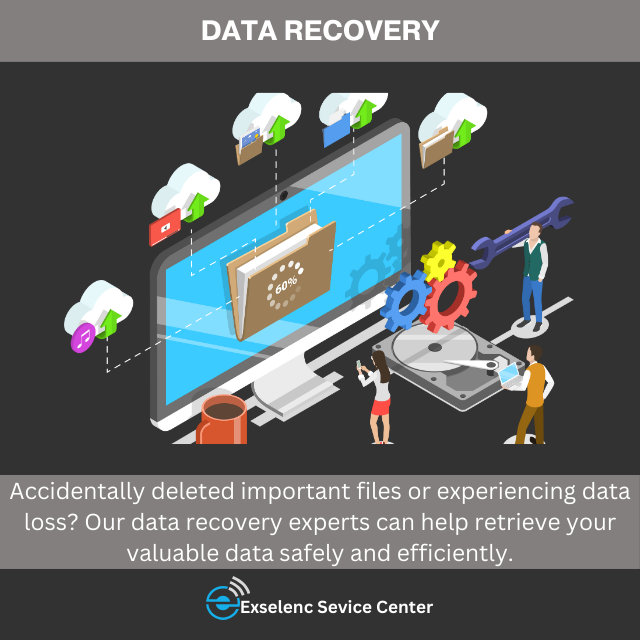 DATA RECOVERY
60%
Accidentally deleted important files or experiencing data
loss? Our data recovery experts can help retrieve your
valuable data safely and efficiently.
Exselenc Sevice Center